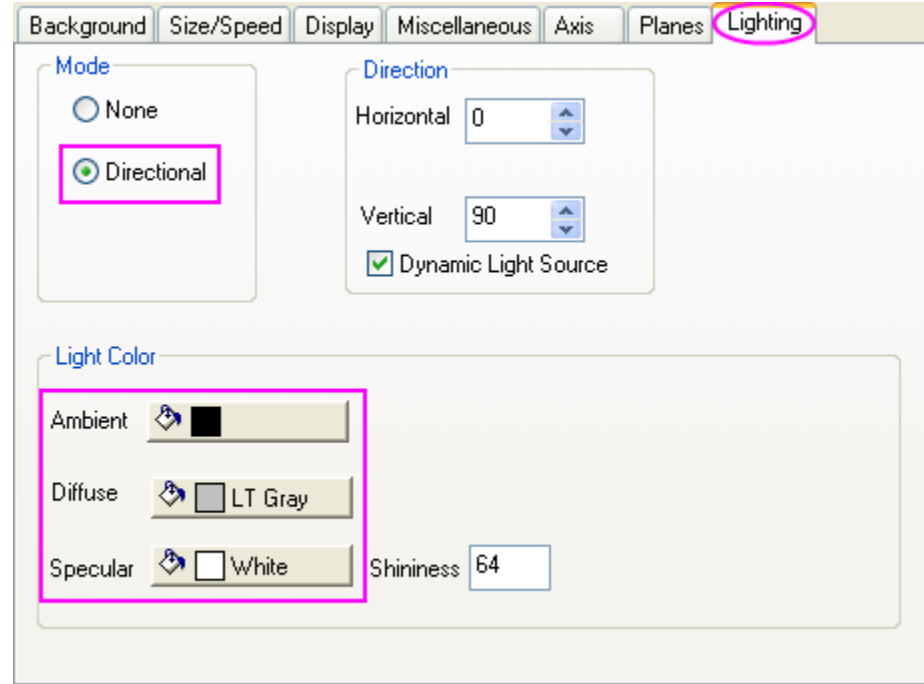 Background Size/Speed Display Miscellaneous Axis Planes Lighting
Mode
None
Directional
Direction
Horizontal 0
Vertical 90
Dynamic Light Source
Light Color
Ambient
Diffuse LT Gray
Specular White Shininess 64